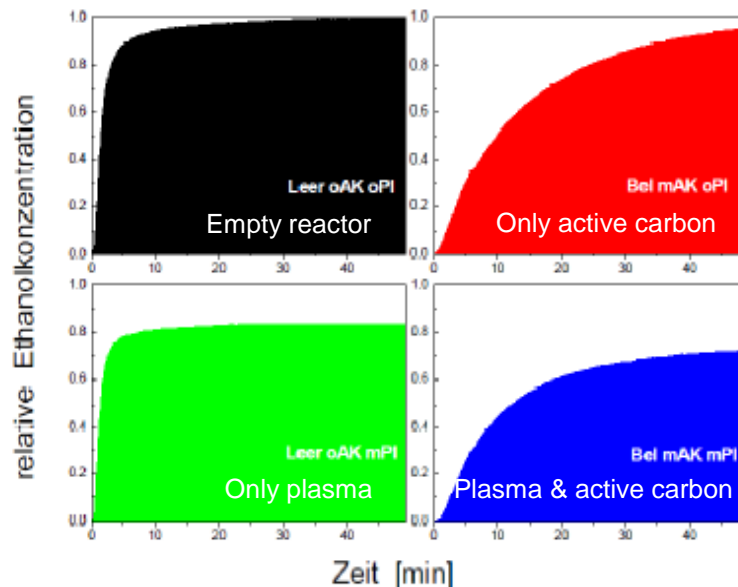 relative Ethanolkonzentration
1.0
0.8
0.6
0.4
0.2
0.0
0 10 20 30 40
Leer oAK oPl
Empty reactor
1.0
0.8
0.6
0.4
0.2
0.0
0 10 20 30 40
Bel mAK oPl
Only active carbon
1.0
0.8
0.6
0.4
0.2
0.0
0 10 20 30 40
Leer oAK mPl
Only plasma
1.0
0.8
0.6
0.4
0.2
0.0
0 10 20 30 40
Bel mAK mPl
Plasma & active carbon
Zeit [min]